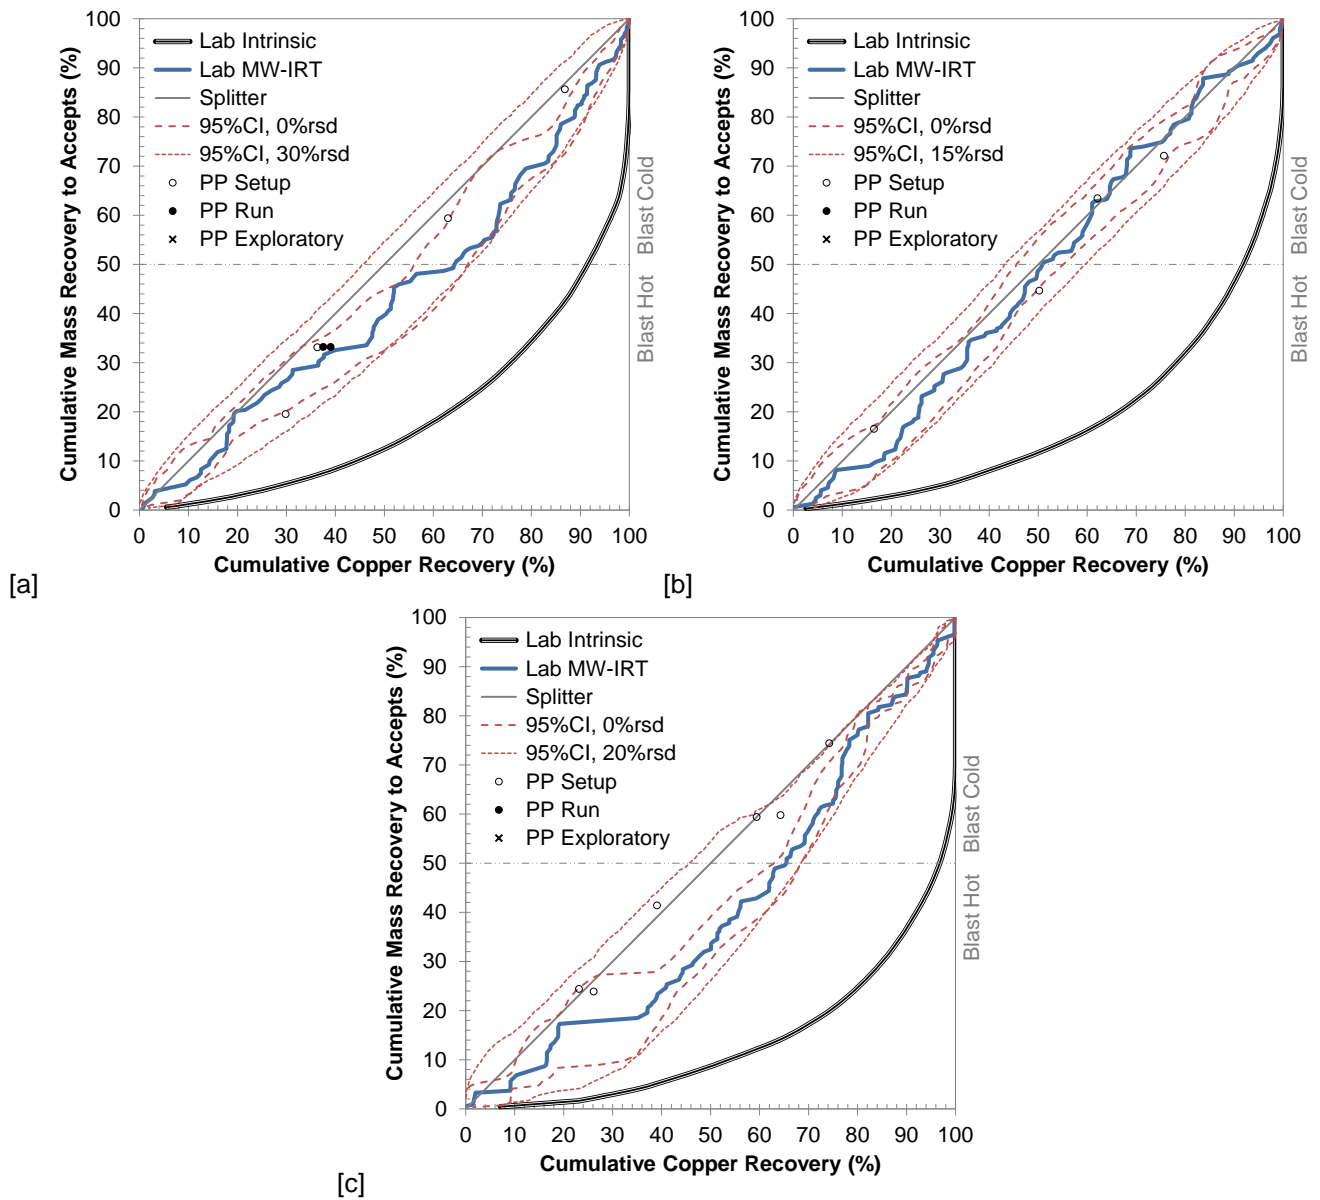 100
90
80
70
60
50
40
30
20
10
0
Cumulative Mass Recovery to Accepts (%)
Lab Intrinsic
Lab MW-IRT
Splitter
95%CI, 0%rsd
95%CI, 30%rsd
PP Setup
PP Run
PP Exploratory
Blast Cold
Blast Hot
0 10 20 30 40 50 60 70 80 90 100
Cumulative Copper Recovery (%)
[a]
100
90
80
70
60
50
40
30
20
10
0
Cumulative Mass Recovery to Accepts (%)
Lab Intrinsic
Lab MW-IRT
Splitter
95%CI, 0%rsd
95%CI, 15%rsd
PP Setup
PP Run
PP Exploratory
Blast Cold
Blast Hot
0 10 20 30 40 50 60 70 80 90 100
Cumulative Copper Recovery (%)
[b]
100
90
80
70
60
50
40
30
20
10
0
Cumulative Mass Recovery to Accepts (%)
Lab Intrinsic
Lab MW-IRT
Splitter
95%CI, 0%rsd
95%CI, 20%rsd
PP Setup
PP Run
PP Exploratory
Blast Cold
Blast Hot
0 10 20 30 40 50 60 70 80 90 100
Cumulative Copper Recovery (%)
[c]